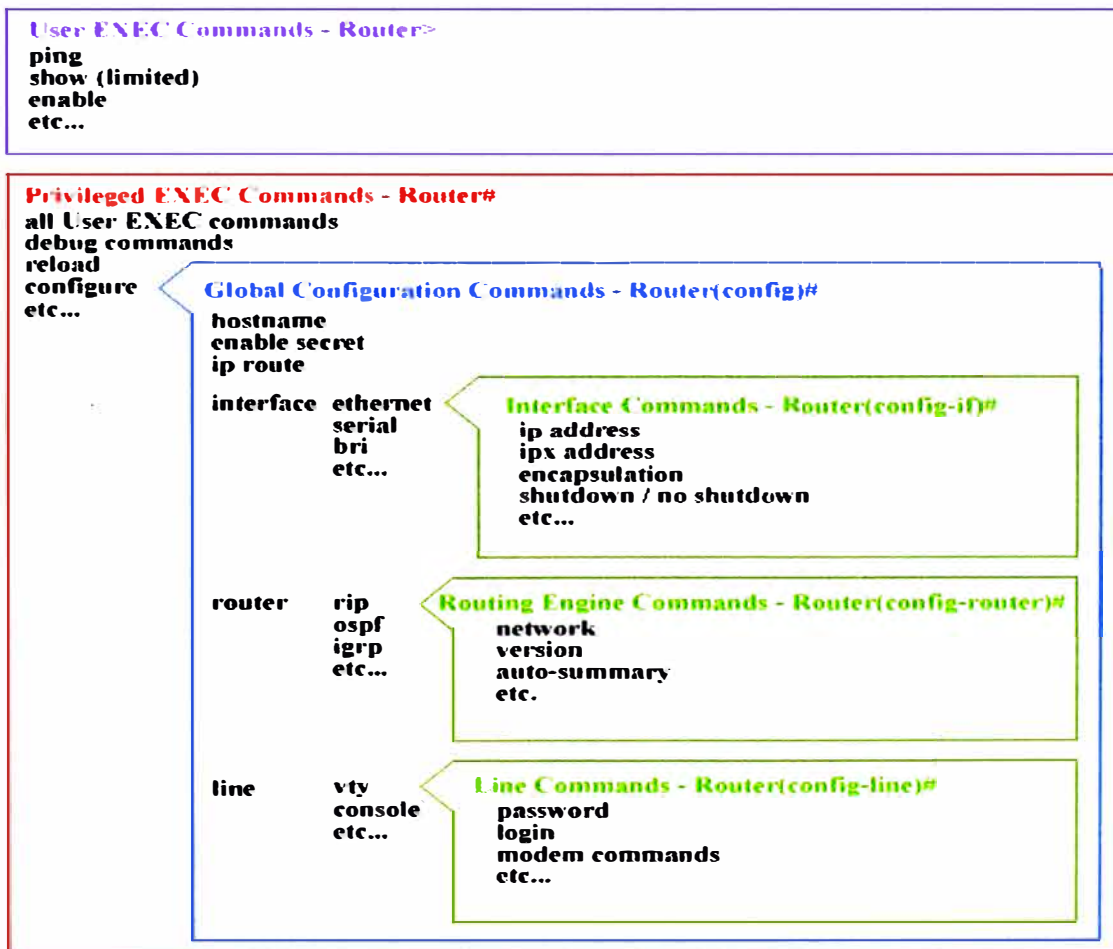 User EXEC Commands - Router>
ping
show (limited)
enable
etc...
Privileged EXEC Commands - Router#
all User EXEC commands
debug commands
reload
configure
etc...
Global Configuration Commands - Router(config)#
hostname
enable secret
ip route
interface ethernet
serial
bri
etc...
Interface Commands - Router(config-if)#
ip address
ipx address
encapsulation
shutdown / no shutdown
etc...
router rip
ospf
igrp
etc...
Routing Engine Commands - Router(config-router)#
network
version
auto-summary
etc.
line vty
console
etc...
Line Commands - Router(config-line)#
password
login
modem commands
etc...